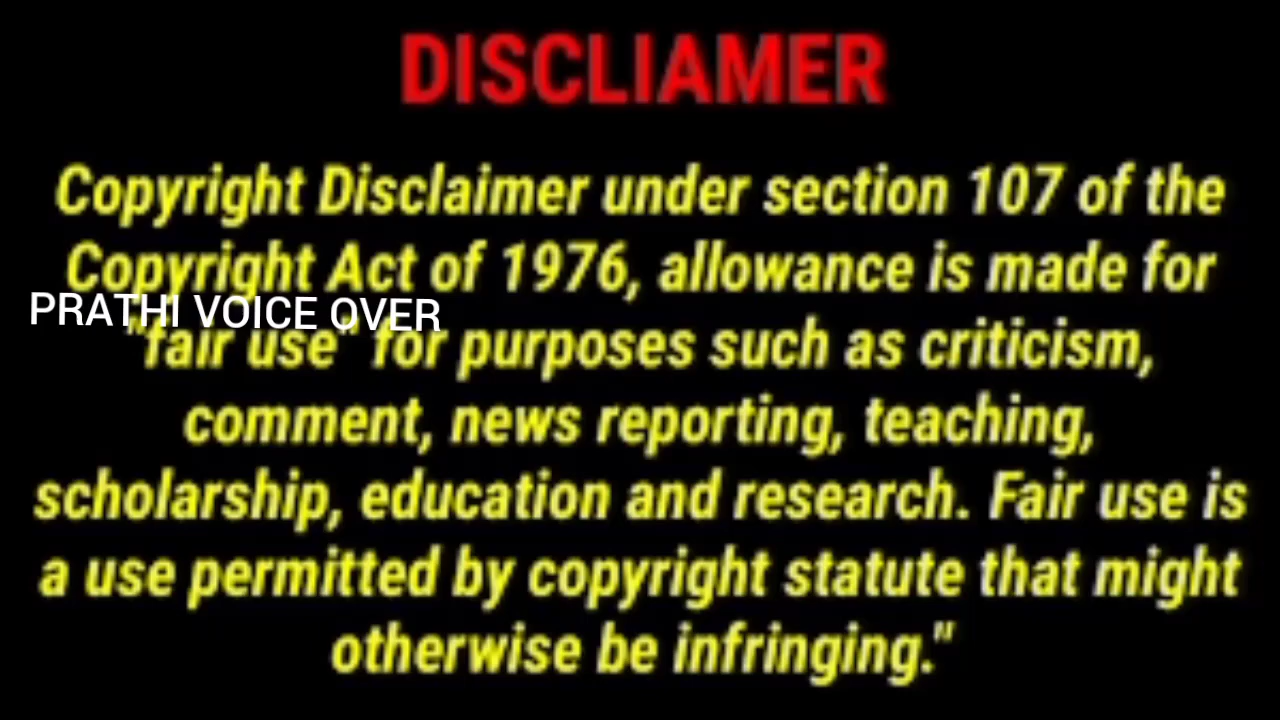 DISCLIAMER
Copyright Disclaimer under section 107 of the
Copyright Act of 1976, allowance is made for
PRATHI VOICE OVER
"fair use" for purposes such as criticism,
comment, news reporting, teaching,
scholarship, education and research. Fair use is
a use permitted by copyright statute that might
otherwise be infringing."